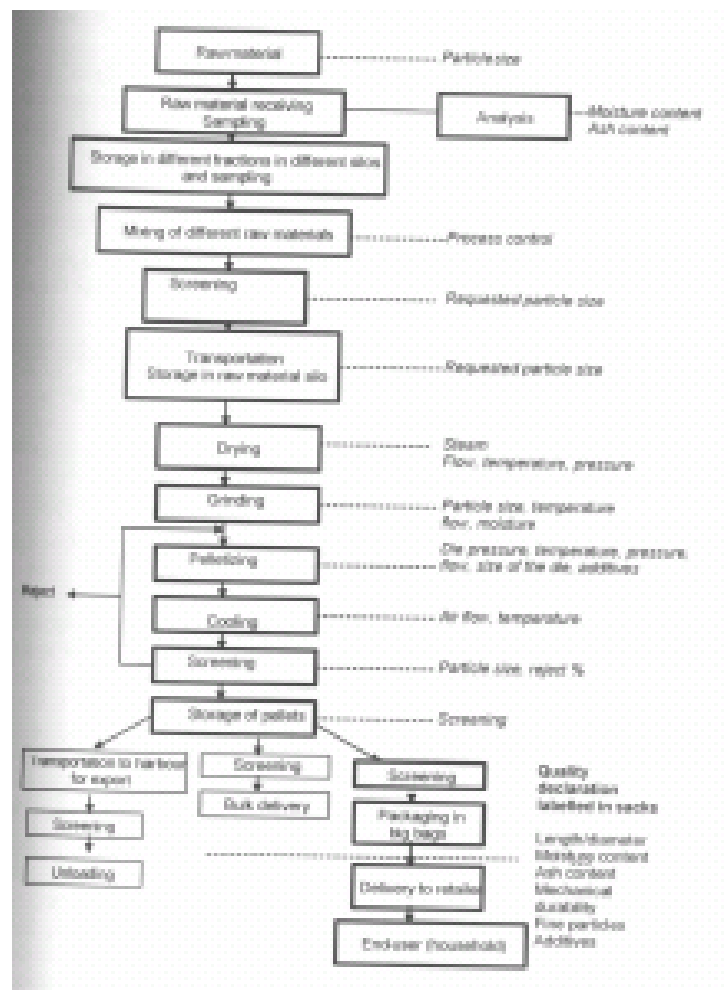 Raw material
Particle size
Raw material receiving
Sampling
Analysis
Moisture content
Ash content
Storage in different fractions in different silos
and sampling
Mixing of different raw materials
Process control
Screening
Requested particle size
Transportation
Storage in raw material silo
Requested particle size
Drying
Steam
Flow, temperature, pressure
Grinding
Particle size, temperature
flow, moisture
Pelletizing
Die pressure, temperature, pressure,
flow, size of the die, additives
Reject
Cooling
Air flow, temperature
Screening
Particle size, reject %
Storage of pellets
Screening
Transportation to harbour
for export
Screening
Unloading
Screening
Bulk delivery
Screening
Packaging in
big bags
Delivery to retailer
End-user (household)
Quality
declaration
labelled in sacks
Length/diameter
Moisture content
Ash content
Mechanical
durability
Fine particles
Additives